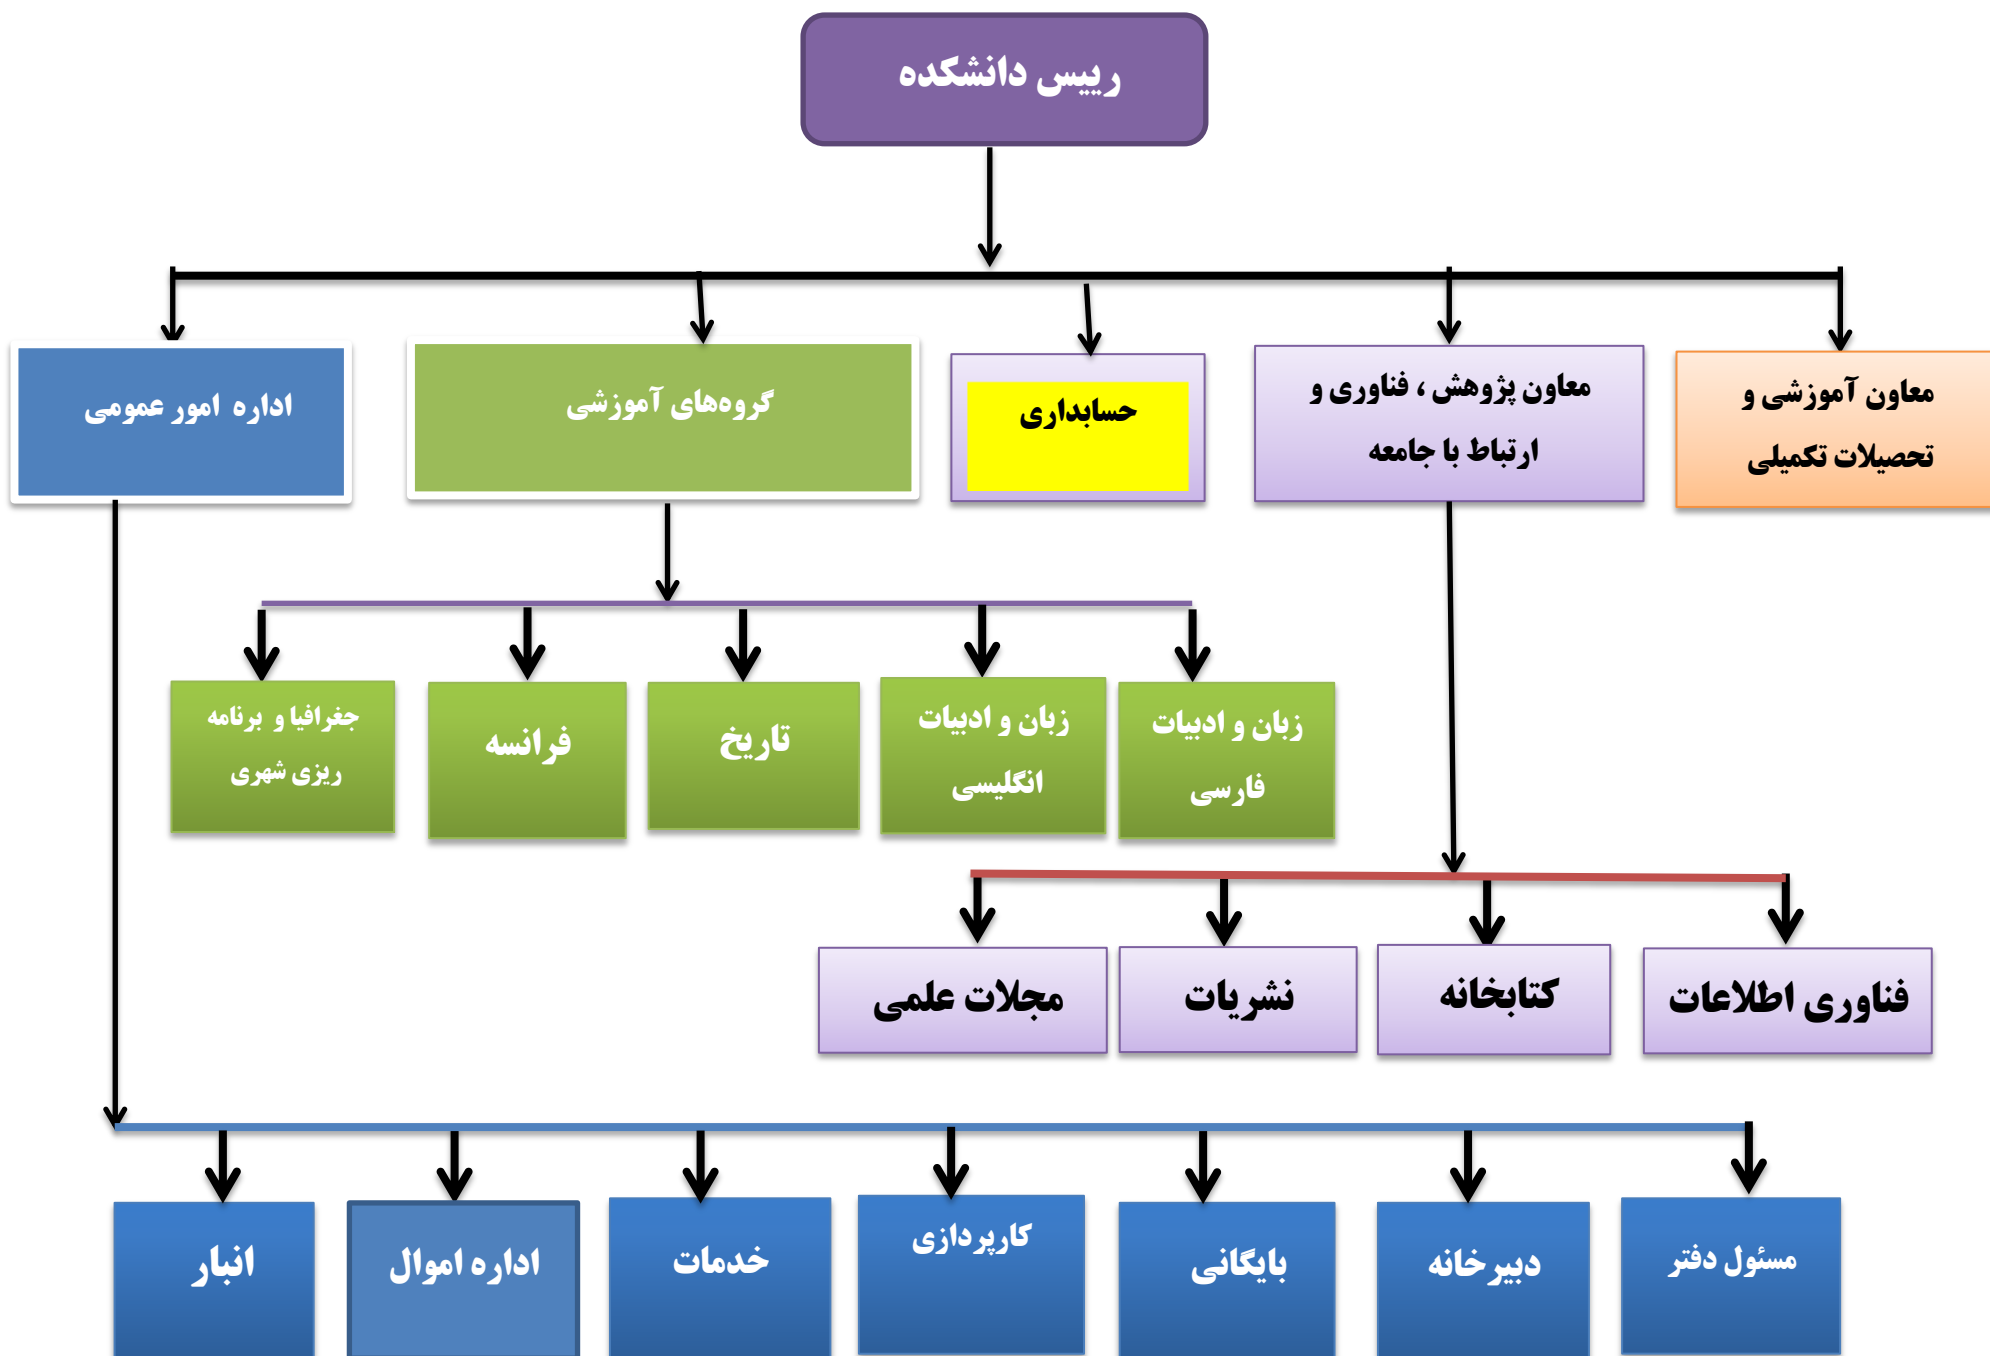 رییس دانشکده
معاون آموزشی و
تحصیلات تکمیلی
معاون پژوهش ، فناوری و
ارتباط با جامعه
حسابداری
گروه‌های آموزشی
اداره امور عمومی
زبان و ادبیات
فارسی
زبان و ادبیات
انگلیسی
تاریخ
فرانسه
جغرافیا و برنامه
ریزی شهری
فناوری اطلاعات
کتابخانه
نشریات
مجلات علمی
مسئول دفتر
دبیرخانه
بایگانی
کارپردازی
خدمات
اداره اموال
انبار